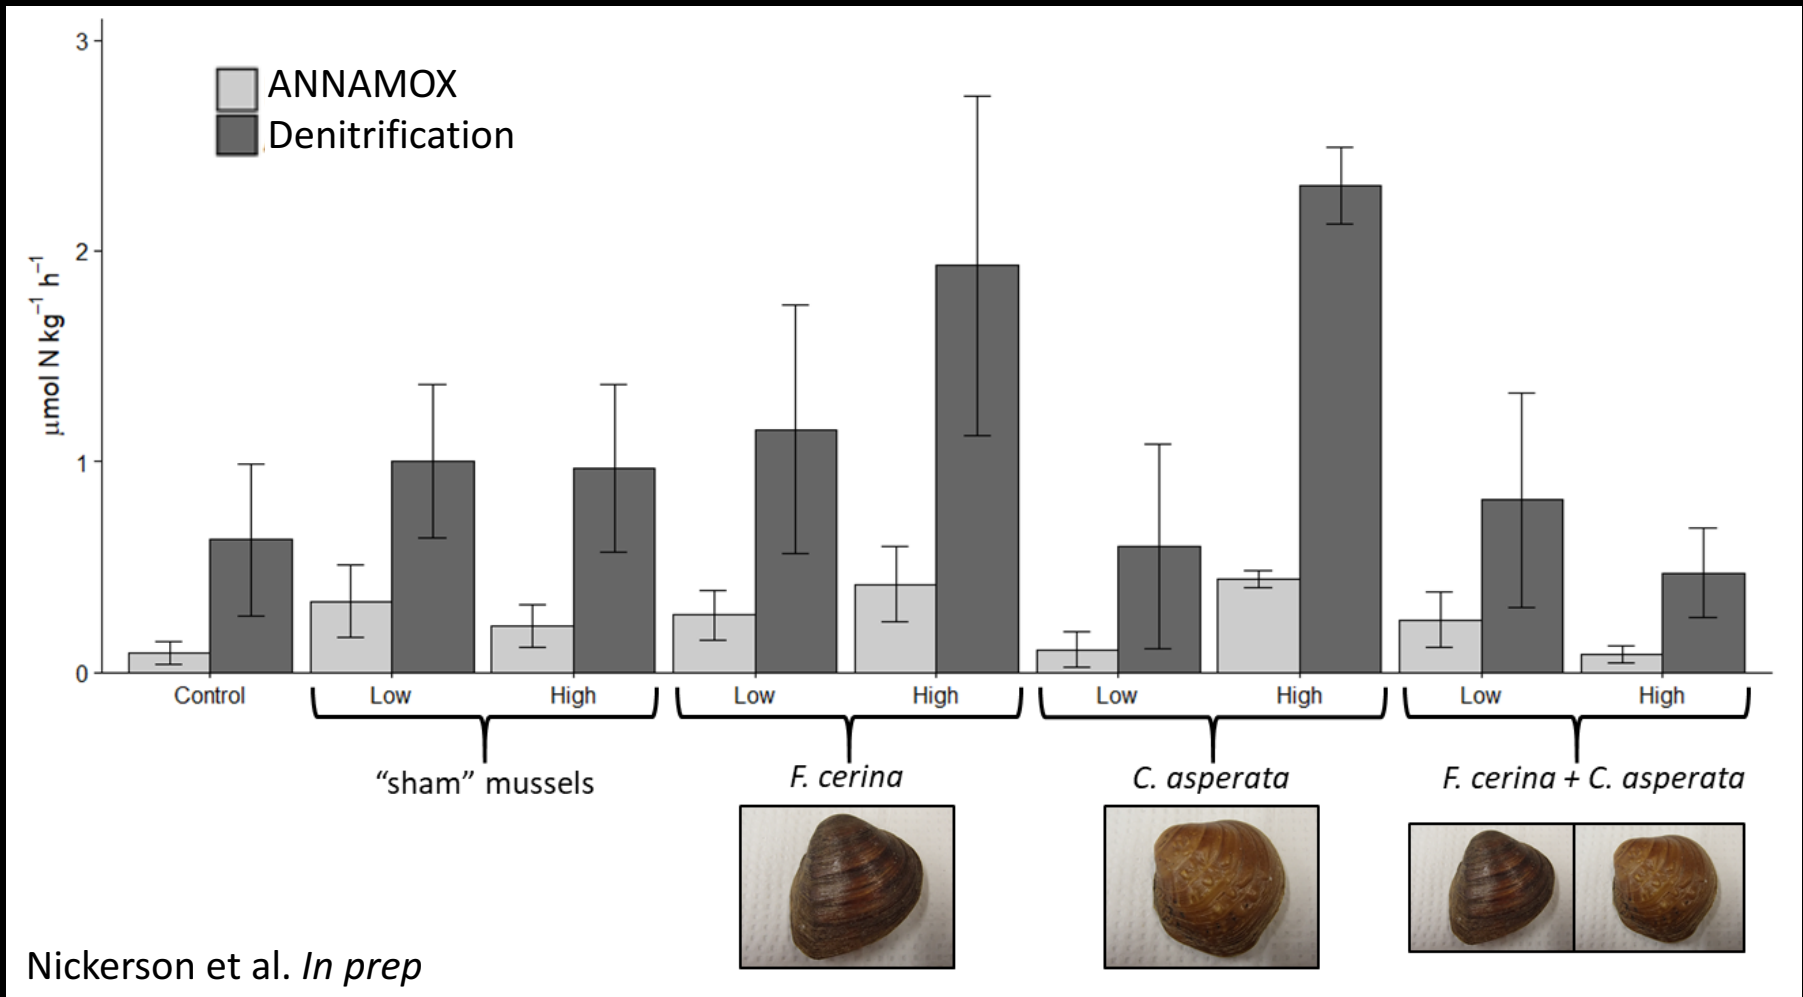 3
ANNAMOX
Denitrification
2
μmol N kg⁻¹ h⁻¹
1
0
Control Low High Low High Low High Low High
“sham” mussels F. cerina C. asperata F. cerina + C. asperata
Nickerson et al. In prep